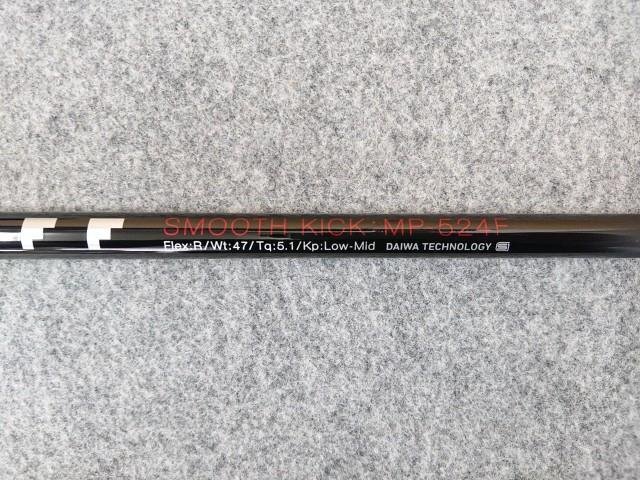 SMOOTH KICK MP-524F
Flex:R/Wt:47/Tq:5.1/Kp:Low-Mid DAIWA TECHNOLOGY